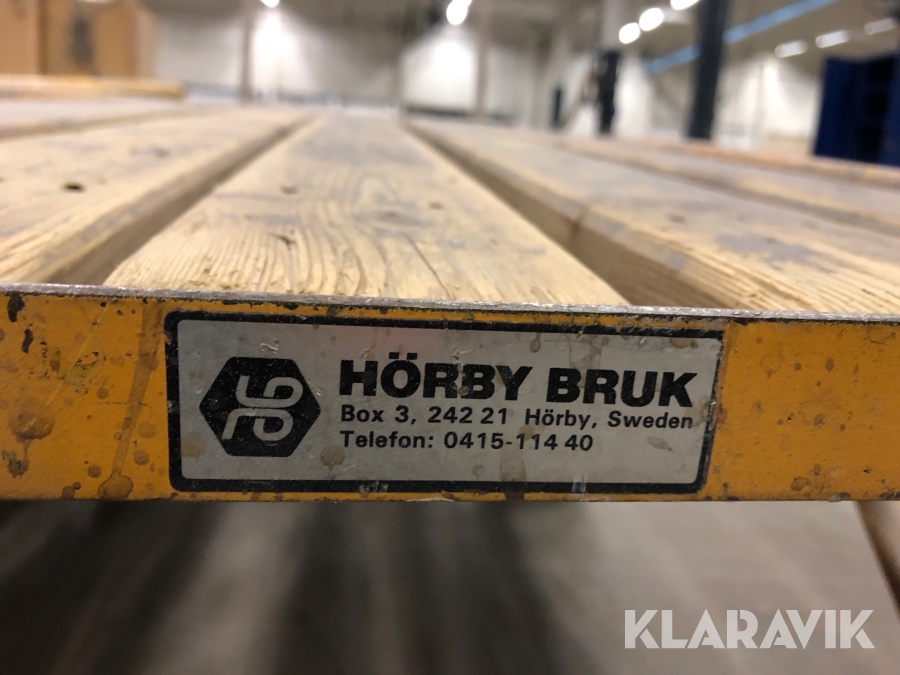 HÖRBY BRUK
Box 3, 242 21 Hörby, Sweden
Telefon: 0415-114 40
KLARAVIK